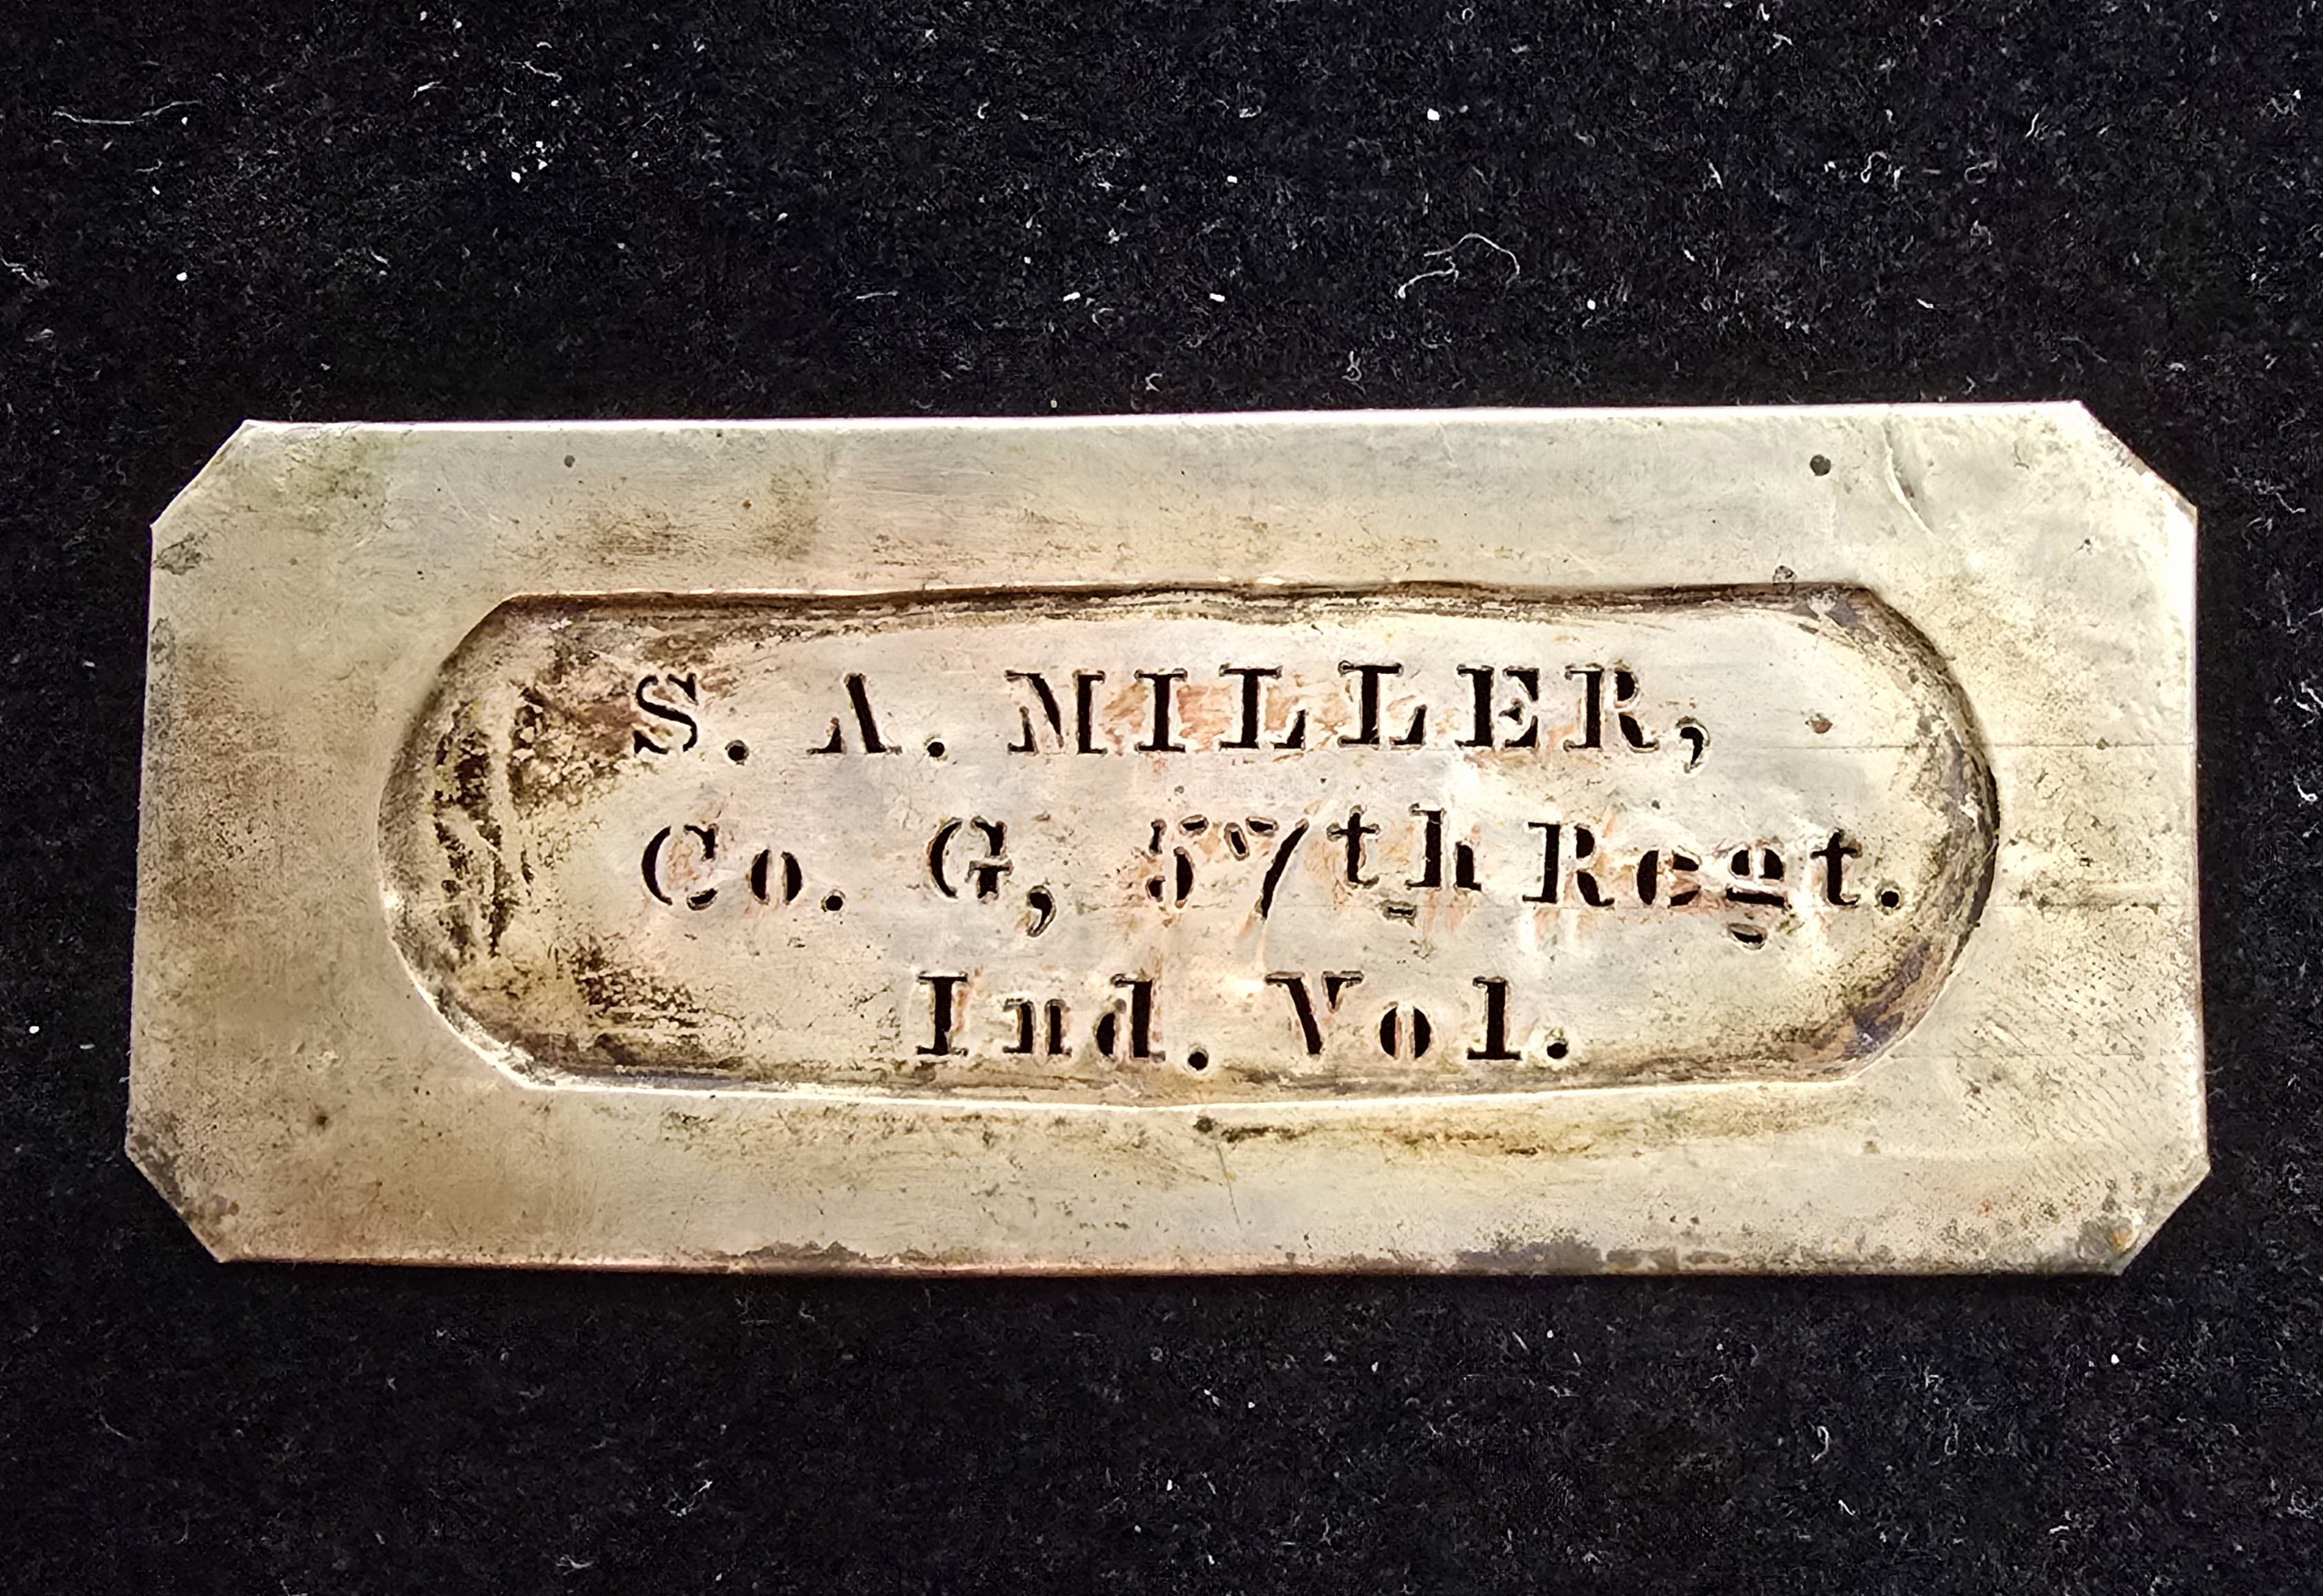 S. A. MILLER,
Co. G, 57th Regt.
Ind. Vol.